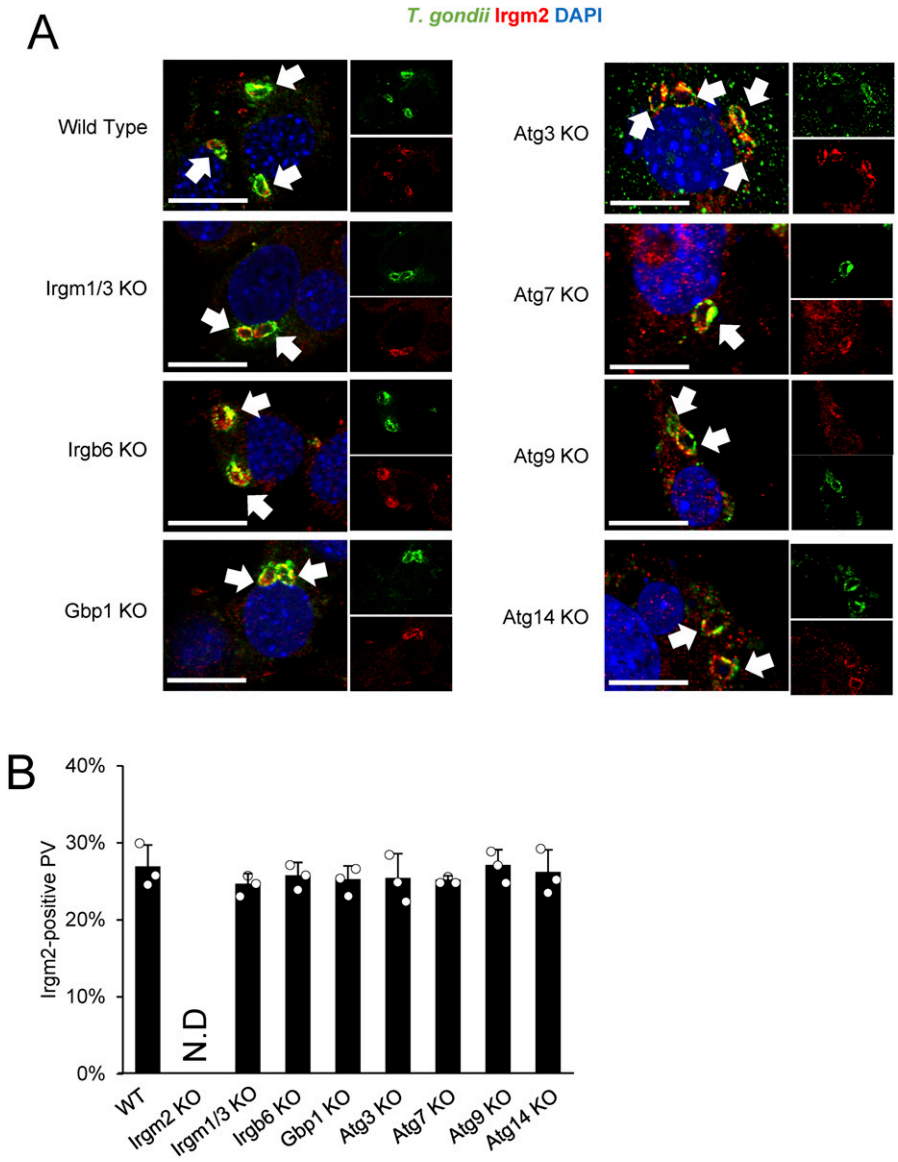 T. gondii Irgm2 DAPI
A
Wild Type
Irgm1/3 KO
Irgb6 KO
Gbp1 KO
Atg3 KO
Atg7 KO
Atg9 KO
Atg14 KO
B
Irgm2-positive PV
40%
30%
20%
10%
0%
N.D
WT
Irgm2 KO
Irgm1/3 KO
Irgb6 KO
Gbp1 KO
Atg3 KO
Atg7 KO
Atg9 KO
Atg14 KO